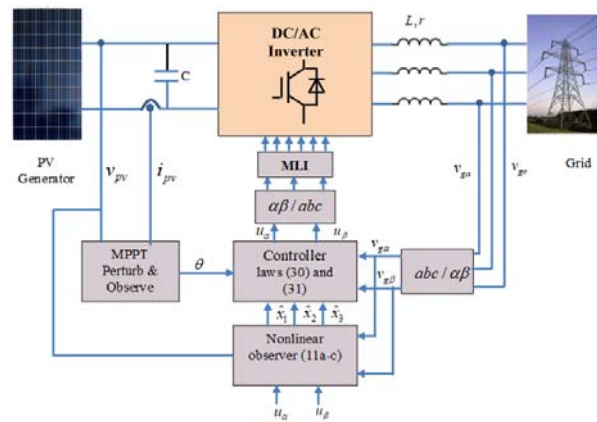 DC/AC
Inverter
L,r
C
PV
Generator
v_pv
i_pv
MLI
v_ga
v_gc
Grid
αβ / abc
u_α
u_β
MPPT
Perturb &
Observe
θ
Controller
laws (30) and
(31)
v_gα
v_gβ
abc / αβ
x̂_1
x̂_2
x̂_3
Nonlinear
observer (11a-c)
u_α
u_β